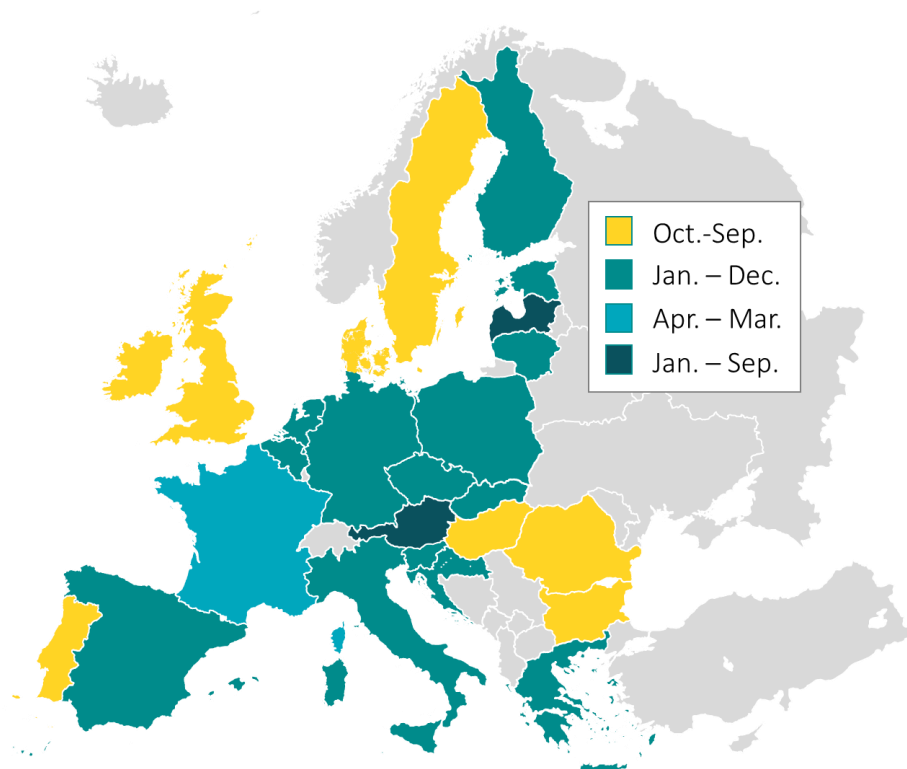 Oct.-Sep.
Jan. – Dec.
Apr. – Mar.
Jan. – Sep.